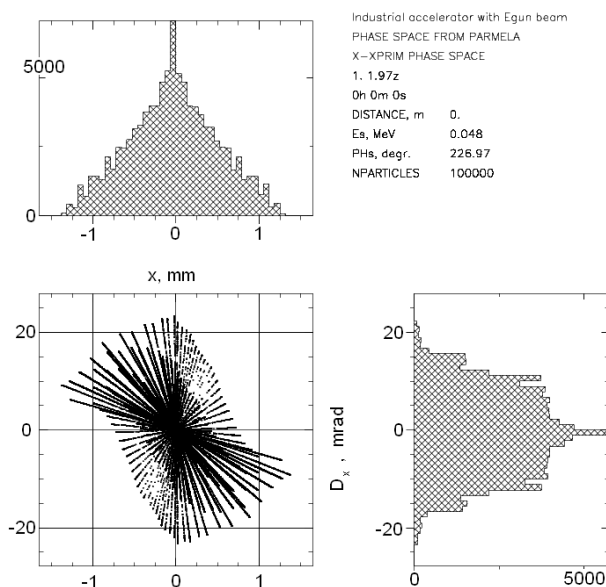 Industrial accelerator with Egun beam
PHASE SPACE FROM PARMELA
X-XPRIM PHASE SPACE
1. 1.97z
0h 0m 0s
DISTANCE, m 0.
Es, MeV 0.048
PHs, degr. 226.97
NPARTICLES 100000
5000
0
-1 0 1
x, mm
20
0
-20
-1 0 1
D_x , mrad
20
0
-20
0 5000